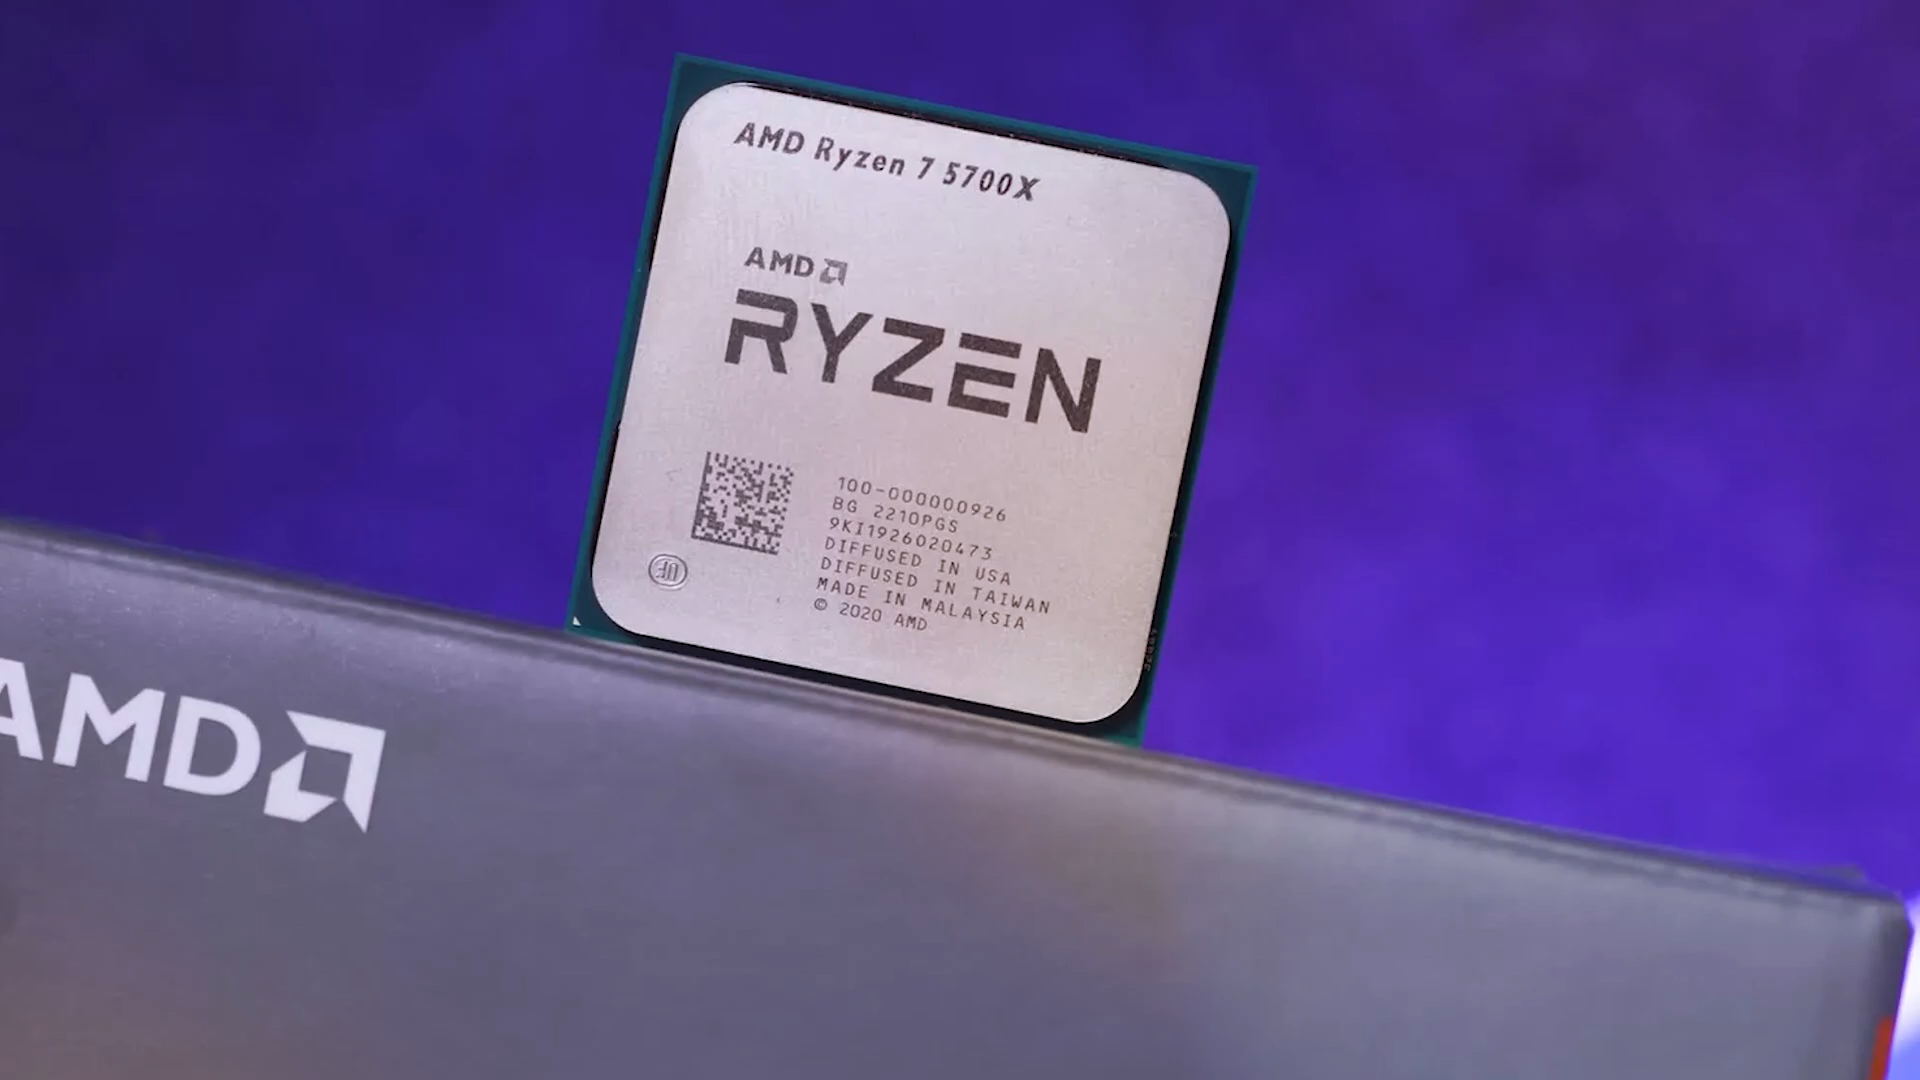 AMD Ryzen 7 5700X
AMD
RYZEN
100-000000926
BG 2210PGS
9KI1926020473
DIFFUSED IN USA
DIFFUSED IN TAIWAN
MADE IN MALAYSIA
© 2020 AMD
AMD